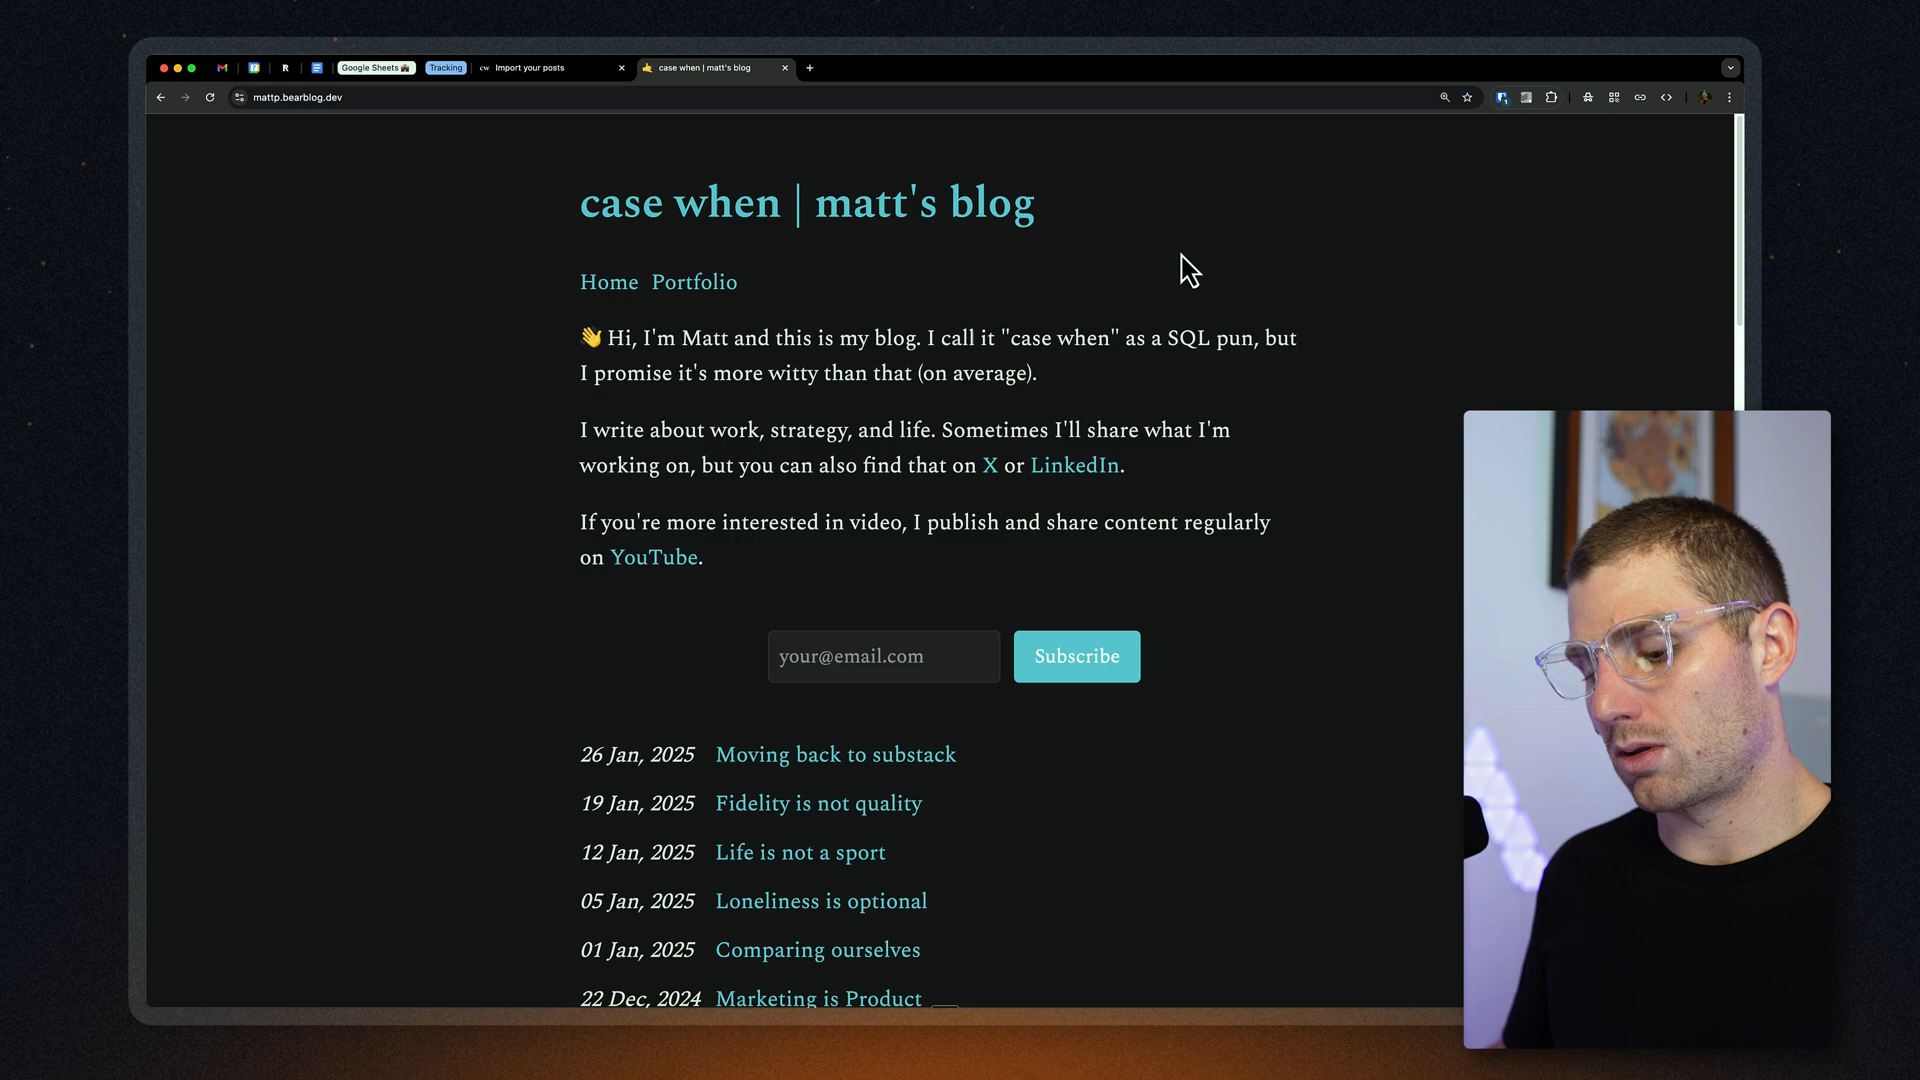 Google Sheets
Tracking
cw Import your posts
case when | matt's blog
mattp.bearblog.dev
case when | matt's blog
Home Portfolio
👋 Hi, I'm Matt and this is my blog. I call it "case when" as a SQL pun, but
I promise it's more witty than that (on average).
I write about work, strategy, and life. Sometimes I'll share what I'm
working on, but you can also find that on X or LinkedIn.
If you're more interested in video, I publish and share content regularly
on YouTube.
your@email.com
Subscribe
26 Jan, 2025 Moving back to substack
19 Jan, 2025 Fidelity is not quality
12 Jan, 2025 Life is not a sport
05 Jan, 2025 Loneliness is optional
01 Jan, 2025 Comparing ourselves
22 Dec, 2024 Marketing is Product